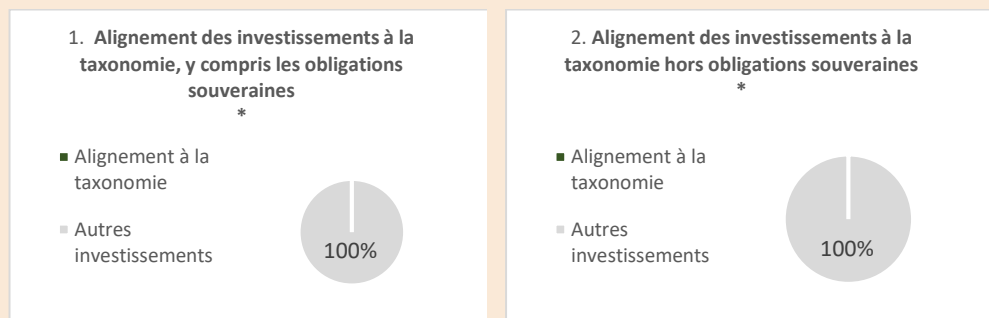 1. Alignement des investissements à la
taxonomie, y compris les obligations
souveraines
*
Alignement à la
taxonomie
Autres
investissements
100%
2. Alignement des investissements à la
taxonomie hors obligations souveraines
*
Alignement à la
taxonomie
Autres
investissements
100%